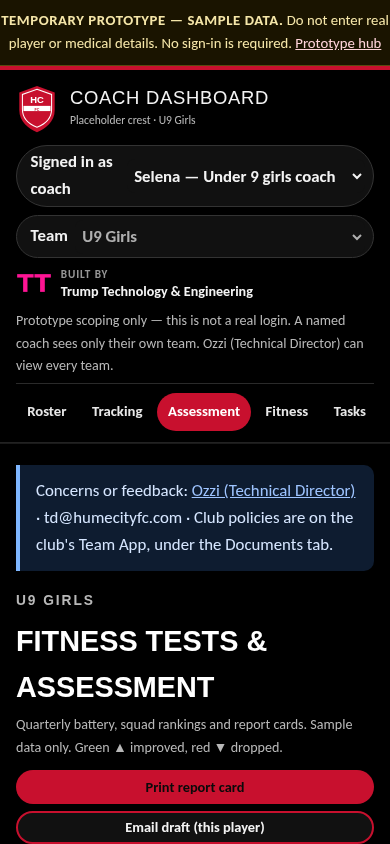 TEMPORARY PROTOTYPE — SAMPLE DATA. Do not enter real
player or medical details. No sign-in is required. Prototype hub
HC
FC
COACH DASHBOARD
Placeholder crest · U9 Girls
Signed in as
coach
Selena — Under 9 girls coach
Team
U9 Girls
TT
BUILT BY
Trump Technology & Engineering
Prototype scoping only — this is not a real login. A named
coach sees only their own team. Ozzi (Technical Director) can
view every team.
Roster Tracking Assessment Fitness Tasks
Concerns or feedback: Ozzi (Technical Director)
· td@humecityfc.com · Club policies are on the
club's Team App, under the Documents tab.
U9 GIRLS
FITNESS TESTS &
ASSESSMENT
Quarterly battery, squad rankings and report cards. Sample
data only. Green ▲ improved, red ▼ dropped.
Print report card
Email draft (this player)